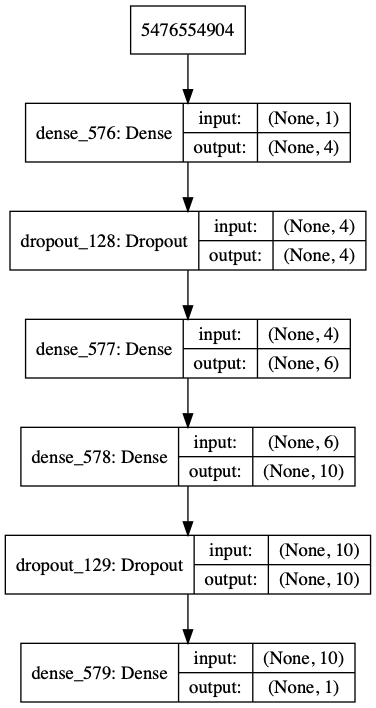 5476554904
dense_576: Dense
input: (None, 1)
output: (None, 4)
dropout_128: Dropout
input: (None, 4)
output: (None, 4)
dense_577: Dense
input: (None, 4)
output: (None, 6)
dense_578: Dense
input: (None, 6)
output: (None, 10)
dropout_129: Dropout
input: (None, 10)
output: (None, 10)
dense_579: Dense
input: (None, 10)
output: (None, 1)